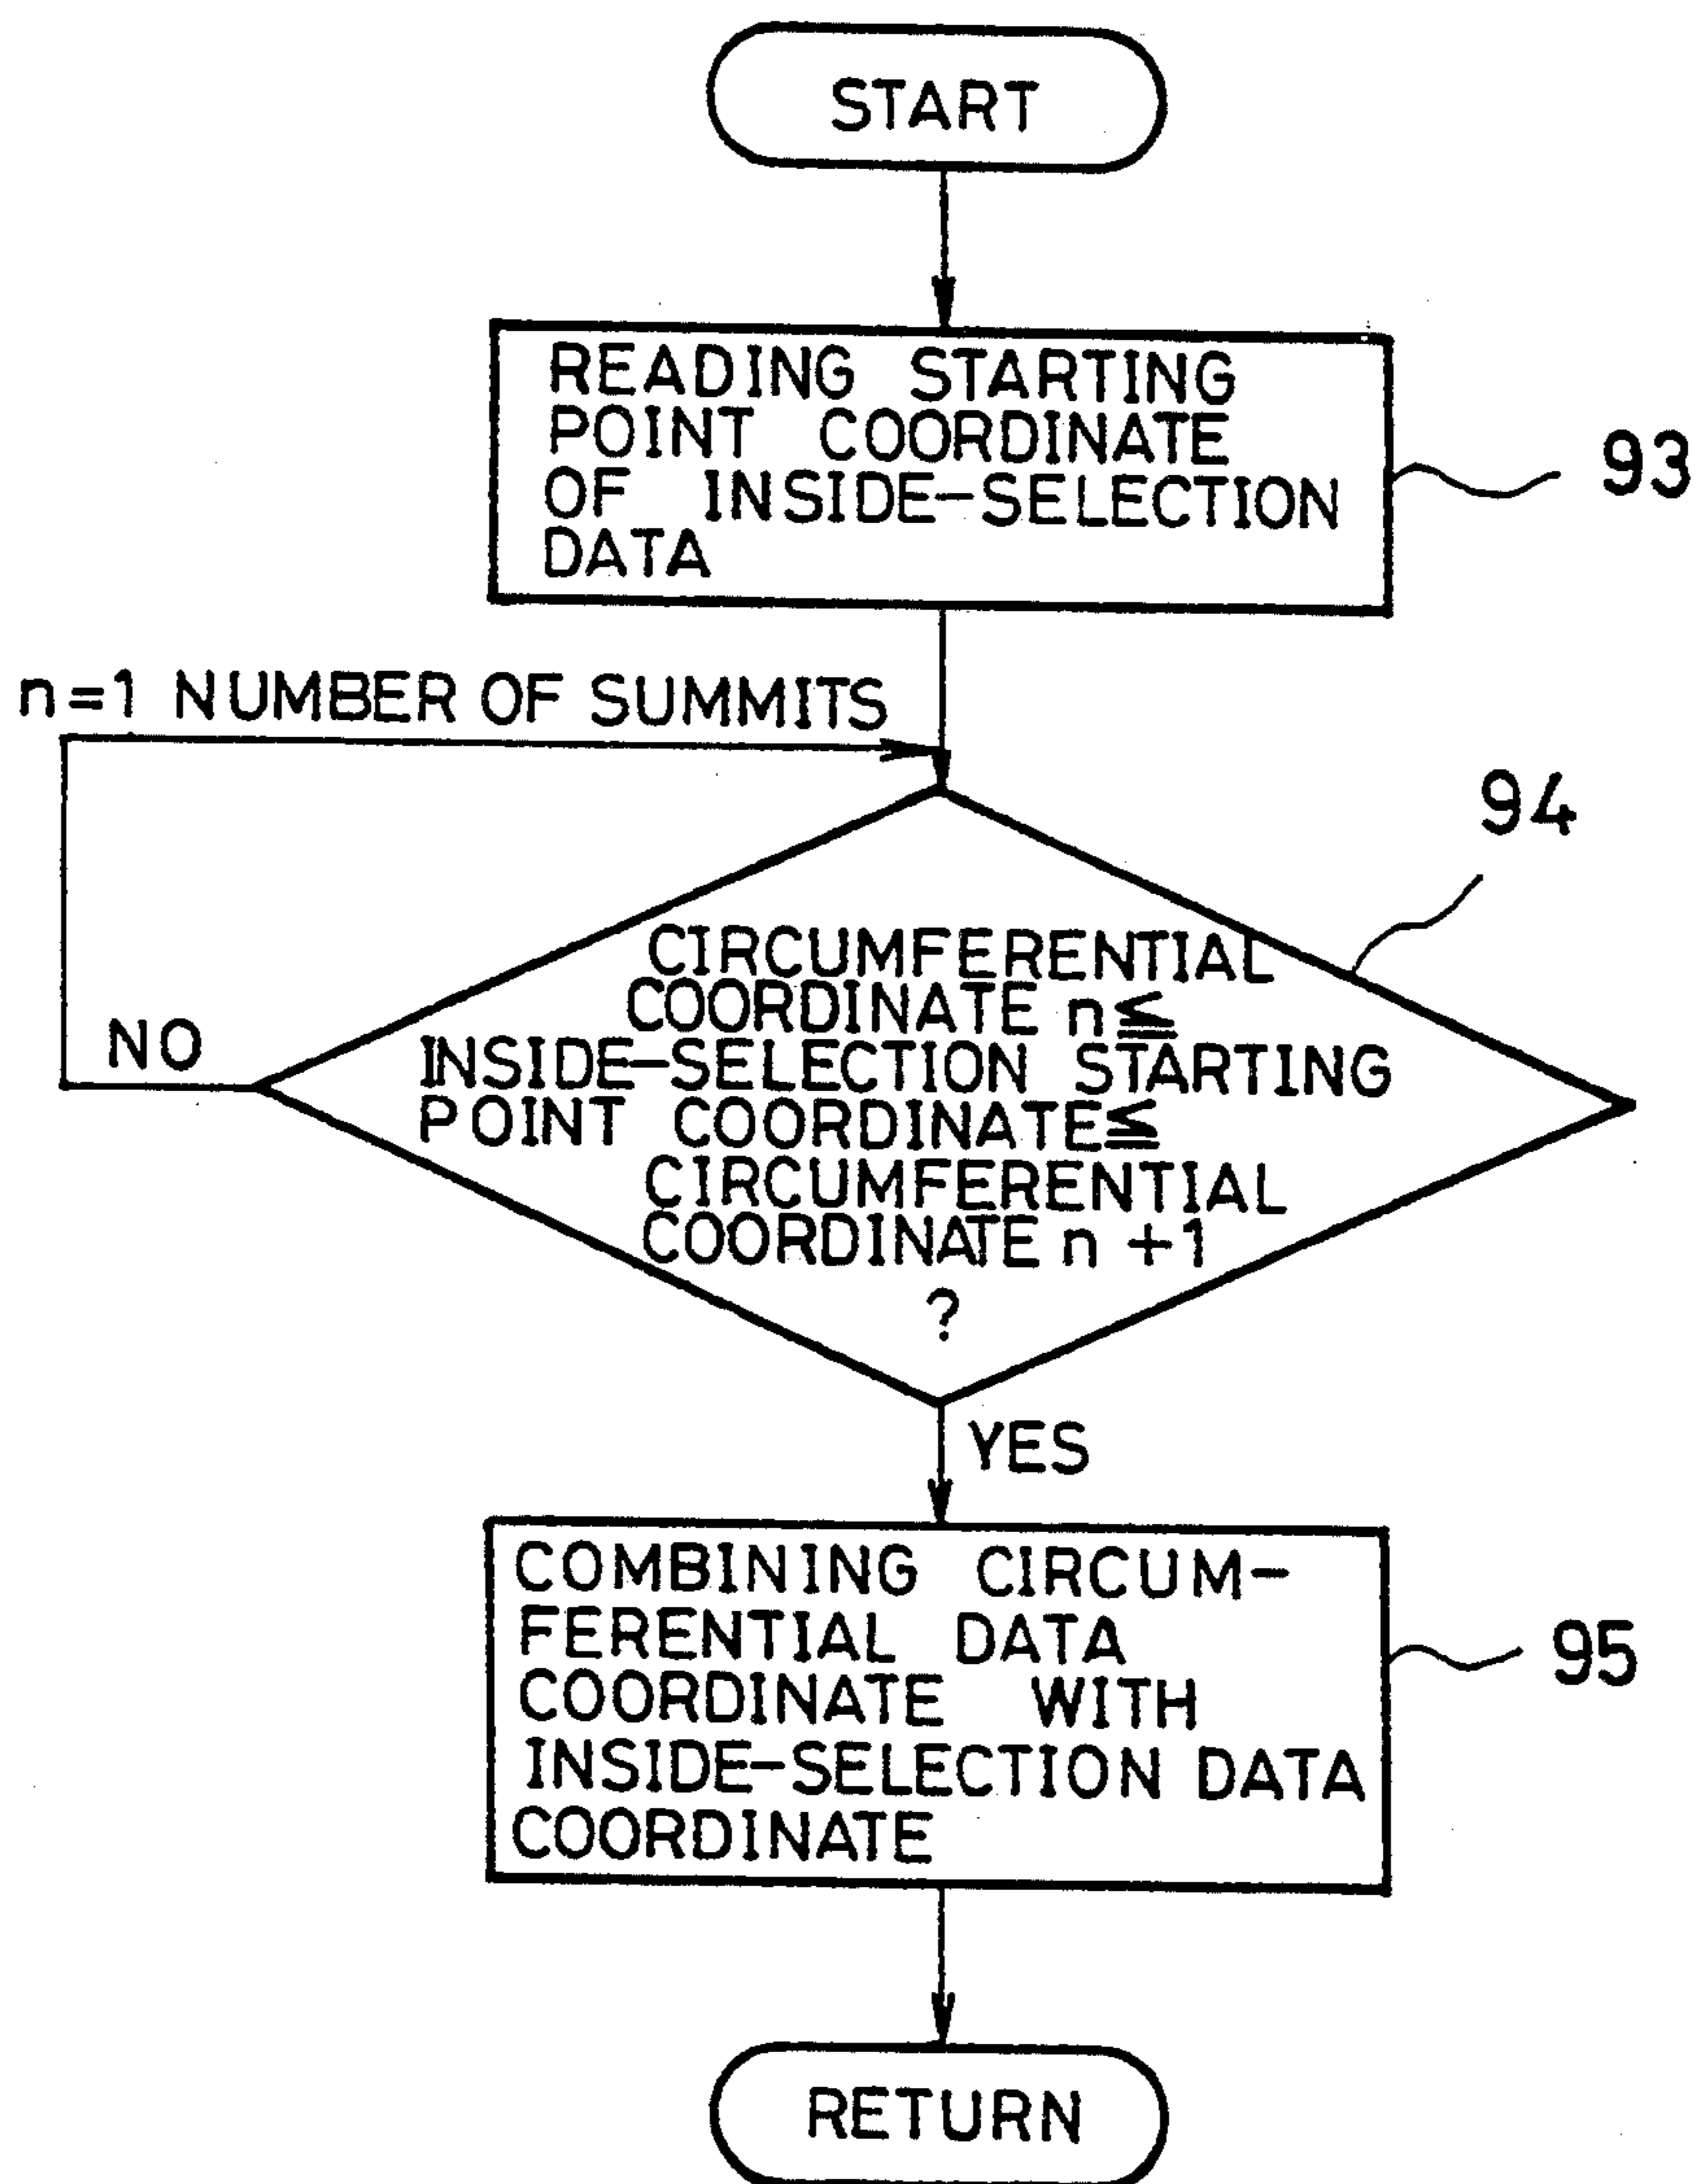 START
READING STARTING
POINT COORDINATE
OF INSIDE-SELECTION
DATA
93
n=1 NUMBER OF SUMMITS
94
CIRCUMFERENTIAL
COORDINATE n≦
INSIDE-SELECTION STARTING
POINT COORDINATE≦
CIRCUMFERENTIAL
COORDINATE n +1
?
NO
YES
COMBINING CIRCUM-
FERENTIAL DATA
COORDINATE WITH
INSIDE-SELECTION DATA
COORDINATE
95
RETURN